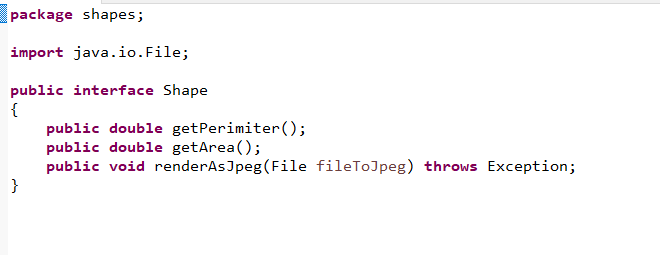 package shapes;
import java.io.File;
public interface Shape
{
public double getPerimiter();
public double getArea();
public void renderAsJpeg(File fileToJpeg) throws Exception;
}